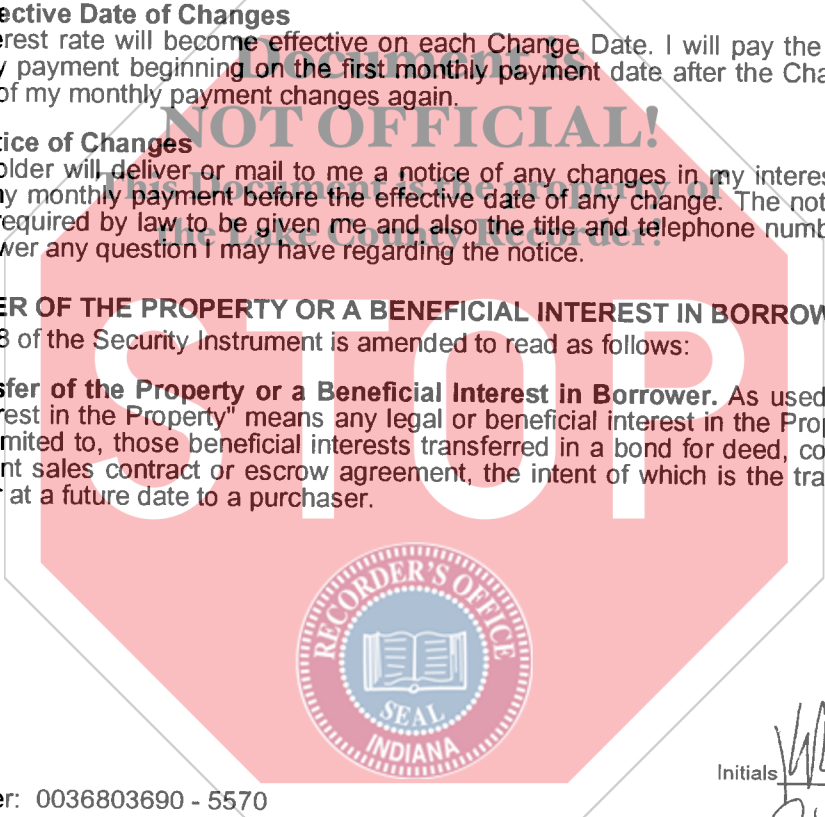 ective Date of Changes
erest rate will become effective on each Change Date. I will pay the
y payment beginning on the first monthly payment date after the Cha
of my monthly payment changes again.
Document is
NOT OFFICIAL!
This Document is the property of
the Lake County Recorder!
tice of Changes
older will deliver or mail to me a notice of any changes in my interes
ny monthly payment before the effective date of any change. The not
required by law to be given me and also the title and telephone numb
wer any question I may have regarding the notice.
ER OF THE PROPERTY OR A BENEFICIAL INTEREST IN BORROW
8 of the Security Instrument is amended to read as follows:
STOP
sfer of the Property or a Beneficial Interest in Borrower. As used
rest in the Property" means any legal or beneficial interest in the Prop
mited to, those beneficial interests transferred in a bond for deed, co
nt sales contract or escrow agreement, the intent of which is the tra
r at a future date to a purchaser.
RECORDER'S OFFICE
SEAL
INDIANA
Initials
er: 0036803690 - 5570